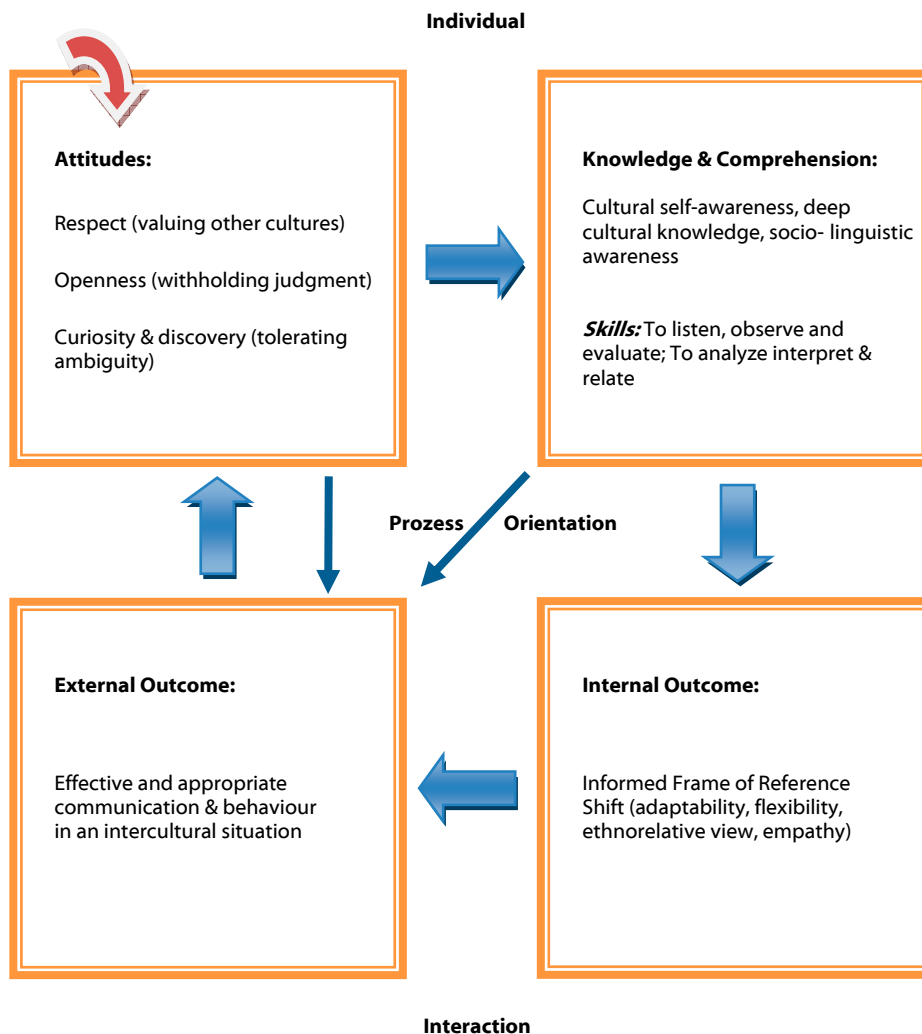 Individual
Attitudes:
Respect (valuing other cultures)
Openness (withholding judgment)
Curiosity & discovery (tolerating
ambiguity)
Knowledge & Comprehension:
Cultural self-awareness, deep
cultural knowledge, socio- linguistic
awareness
Skills: To listen, observe and
evaluate; To analyze interpret &
relate
Prozess Orientation
External Outcome:
Effective and appropriate
communication & behaviour
in an intercultural situation
Internal Outcome:
Informed Frame of Reference
Shift (adaptability, flexibility,
ethnorelative view, empathy)
Interaction